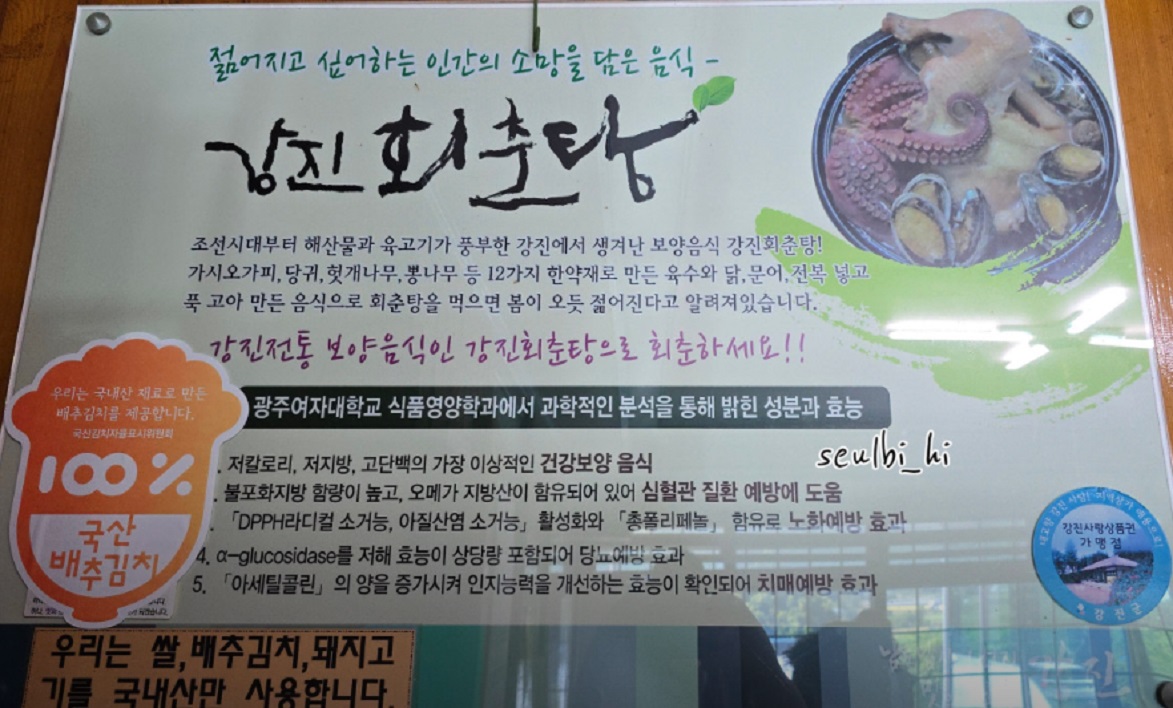 젊어지고 싶어하는 인간의 소망을 담은 음식 -
강진 회춘탕
조선시대부터 해산물과 육고기가 풍부한 강진에서 생겨난 보양음식 강진회춘탕!
가시오가피, 당귀, 헛개나무, 뽕나무 등 12가지 한약재로 만든 육수와 닭, 문어, 전복 넣고
푹 고아 만든 음식으로 회춘탕을 먹으면 봄이 오듯 젊어진다고 알려져있습니다.
강진전통 보양음식인 강진회춘탕으로 회춘하세요!!
광주여자대학교 식품영양학과에서 과학적인 분석을 통해 밝힌 성분과 효능
. 저칼로리, 저지방, 고단백의 가장 이상적인 건강보양 음식
. 불포화지방 함량이 높고, 오메가 지방산이 함유되어 있어 심혈관 질환 예방에 도움
「DPPH라디컬 소거능, 아질산염 소거능」 활성화와 「총폴리페놀」 함유로 노화예방 효과
4. α-glucosidase를 저해 효능이 상당량 포함되어 당뇨예방 효과
5. 「아세틸콜린」의 양을 증가시켜 인지능력을 개선하는 효능이 확인되어 치매예방 효과
seulbi_hi
우리는 국내산 재료로 만든
배추김치를 제공합니다.
국산김치자율표시위원회
100%
국산
배추김치
강진사랑상품권
가맹점
강진군
우리는 쌀,배추김치,돼지고
기를 국내산만 사용합니다.
강진